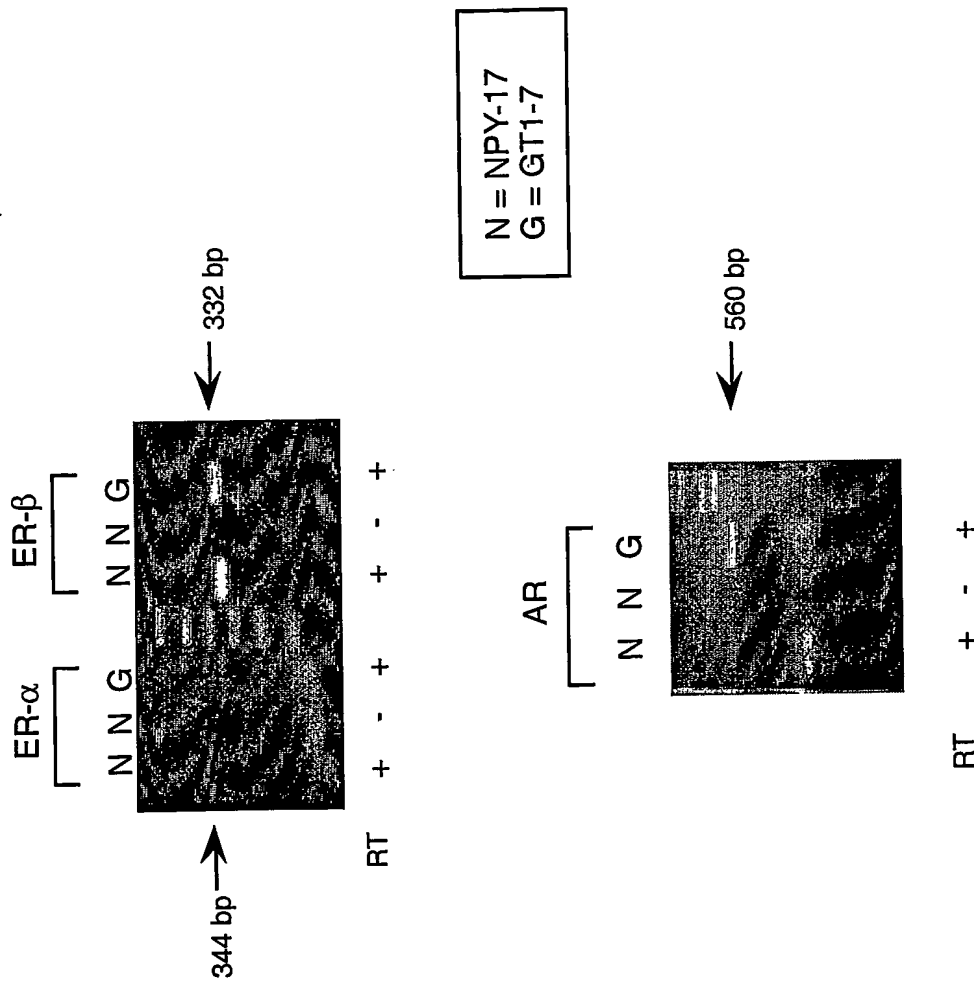 ER-α
ER-β
N N G
N N G
344 bp
332 bp
RT
+ - +
+ - +
AR
N N G
560 bp
RT
+ - +
N = NPY-17
G = GT1-7